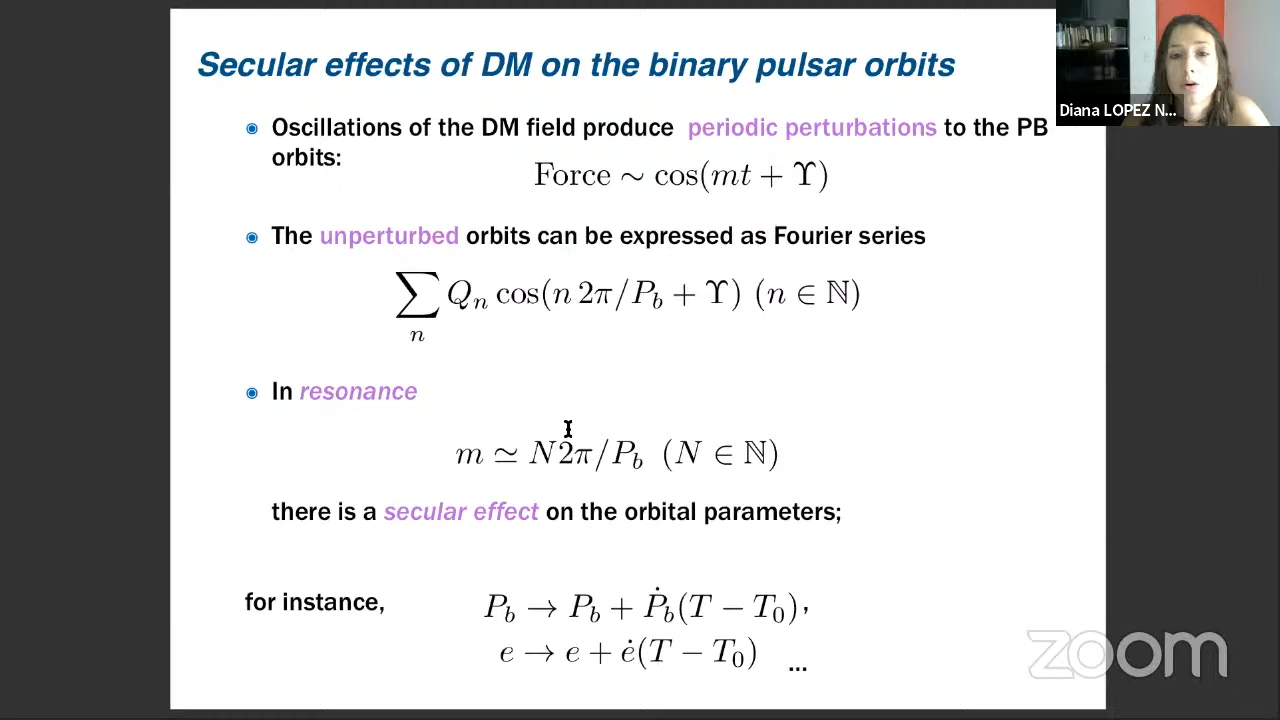 Secular effects of DM on the binary pulsar orbits
Diana LOPEZ N...
Oscillations of the DM field produce periodic perturbations to the PB
orbits:
Force ∼ cos(mt + ϒ)
The unperturbed orbits can be expressed as Fourier series
∑ₙ Qₙ cos(n 2π/P_b + ϒ) (n ∈ ℕ)
In resonance
m ≃ N2π/P_b (N ∈ ℕ)
there is a secular effect on the orbital parameters;
for instance,
P_b → P_b + Ṗ_b(T − T₀),
e → e + ė(T − T₀) ...
zoom